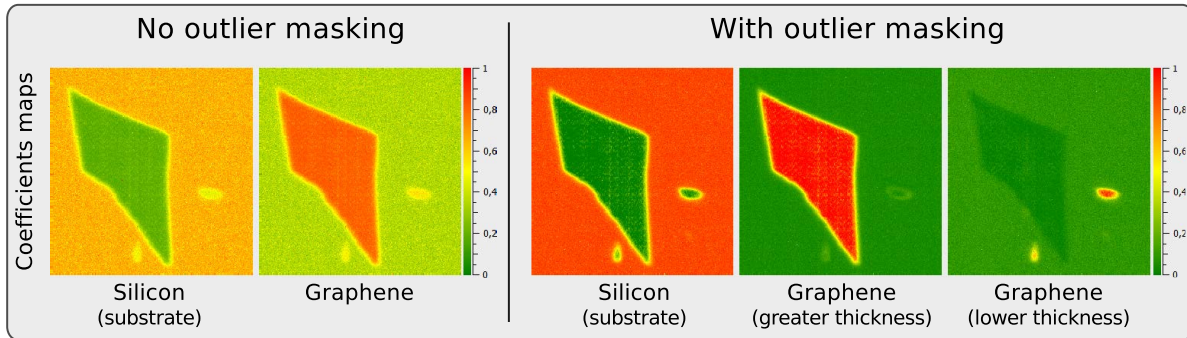 No outlier masking
With outlier masking
Coefficients maps
1
0,8
0,6
0,4
0,2
0
1
0,8
0,6
0,4
0,2
0
Silicon
(substrate)
Graphene
Silicon
(substrate)
Graphene
(greater thickness)
Graphene
(lower thickness)